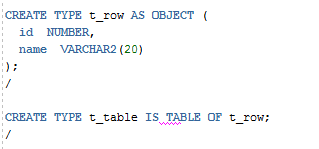 CREATE TYPE t_row AS OBJECT (
  id  NUMBER,
  name  VARCHAR2(20)
);
/
CREATE TYPE t_table IS TABLE OF t_row;
/